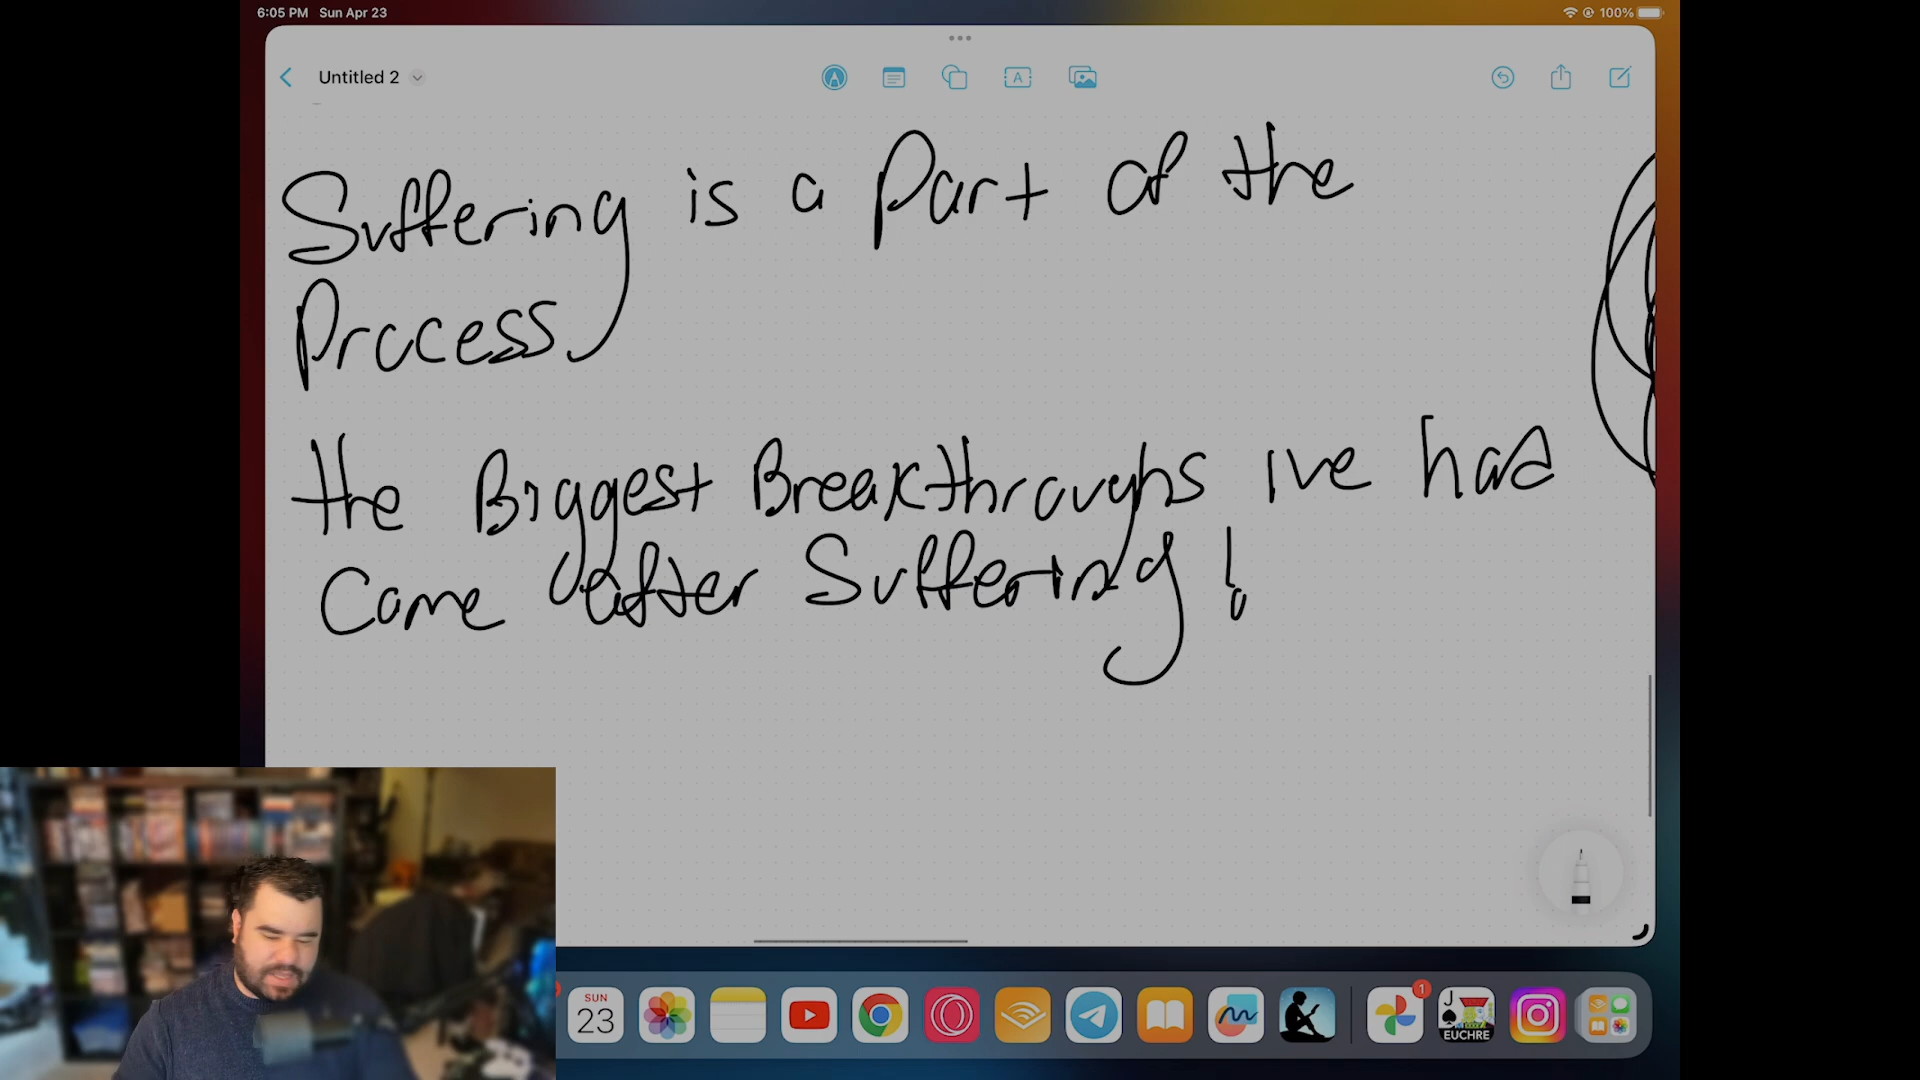 6:05 PM Sun Apr 23
100%
Untitled 2
A
Suffering is a Part of the
Process.
the Biggest Breakthroughs Ive had
Come after Suffering!
SUN
23
1
J
EUCHRE